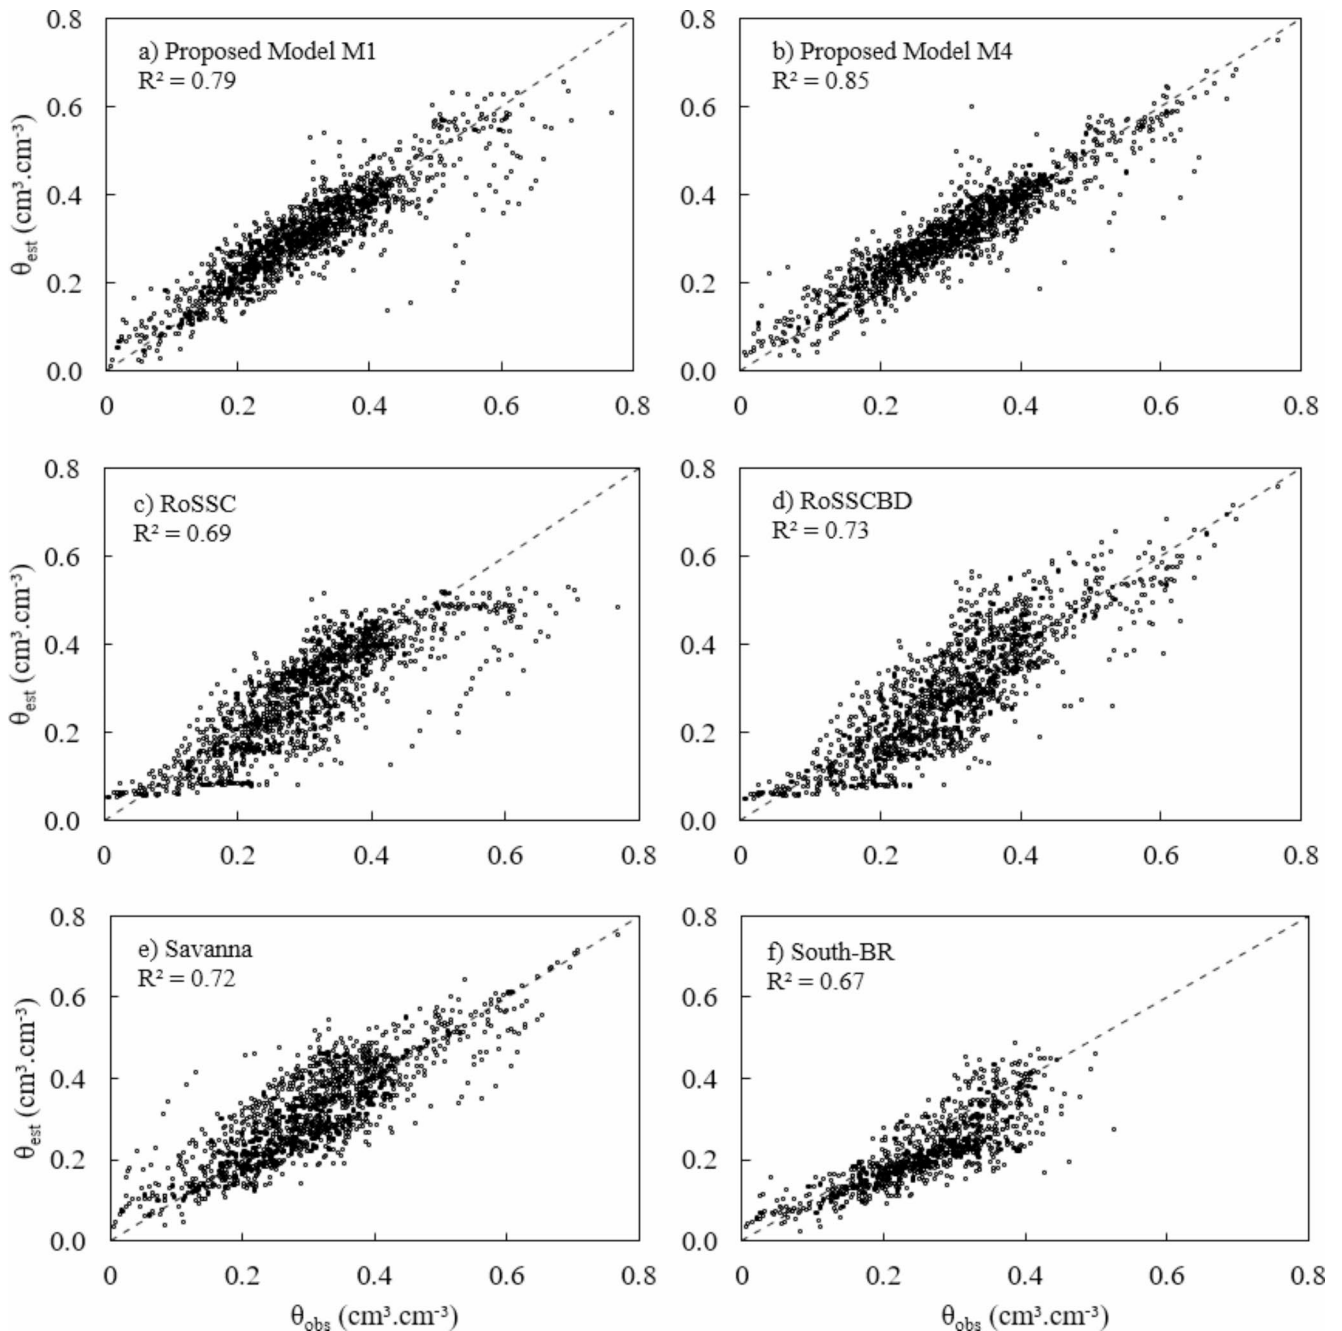 a) Proposed Model M1
R² = 0.79
0.8
0.6
0.4
0.2
0.0
θest (cm³.cm⁻³)
0 0.2 0.4 0.6 0.8
b) Proposed Model M4
R² = 0.85
0.8
0.6
0.4
0.2
0.0
0 0.2 0.4 0.6 0.8
c) RoSSC
R² = 0.69
0.8
0.6
0.4
0.2
0.0
θest (cm³.cm⁻³)
0 0.2 0.4 0.6 0.8
d) RoSSCBD
R² = 0.73
0.8
0.6
0.4
0.2
0.0
0 0.2 0.4 0.6 0.8
e) Savanna
R² = 0.72
0.8
0.6
0.4
0.2
0.0
θest (cm³.cm⁻³)
0 0.2 0.4 0.6 0.8
θobs (cm³.cm⁻³)
f) South-BR
R² = 0.67
0.8
0.6
0.4
0.2
0.0
0 0.2 0.4 0.6 0.8
θobs (cm³.cm⁻³)